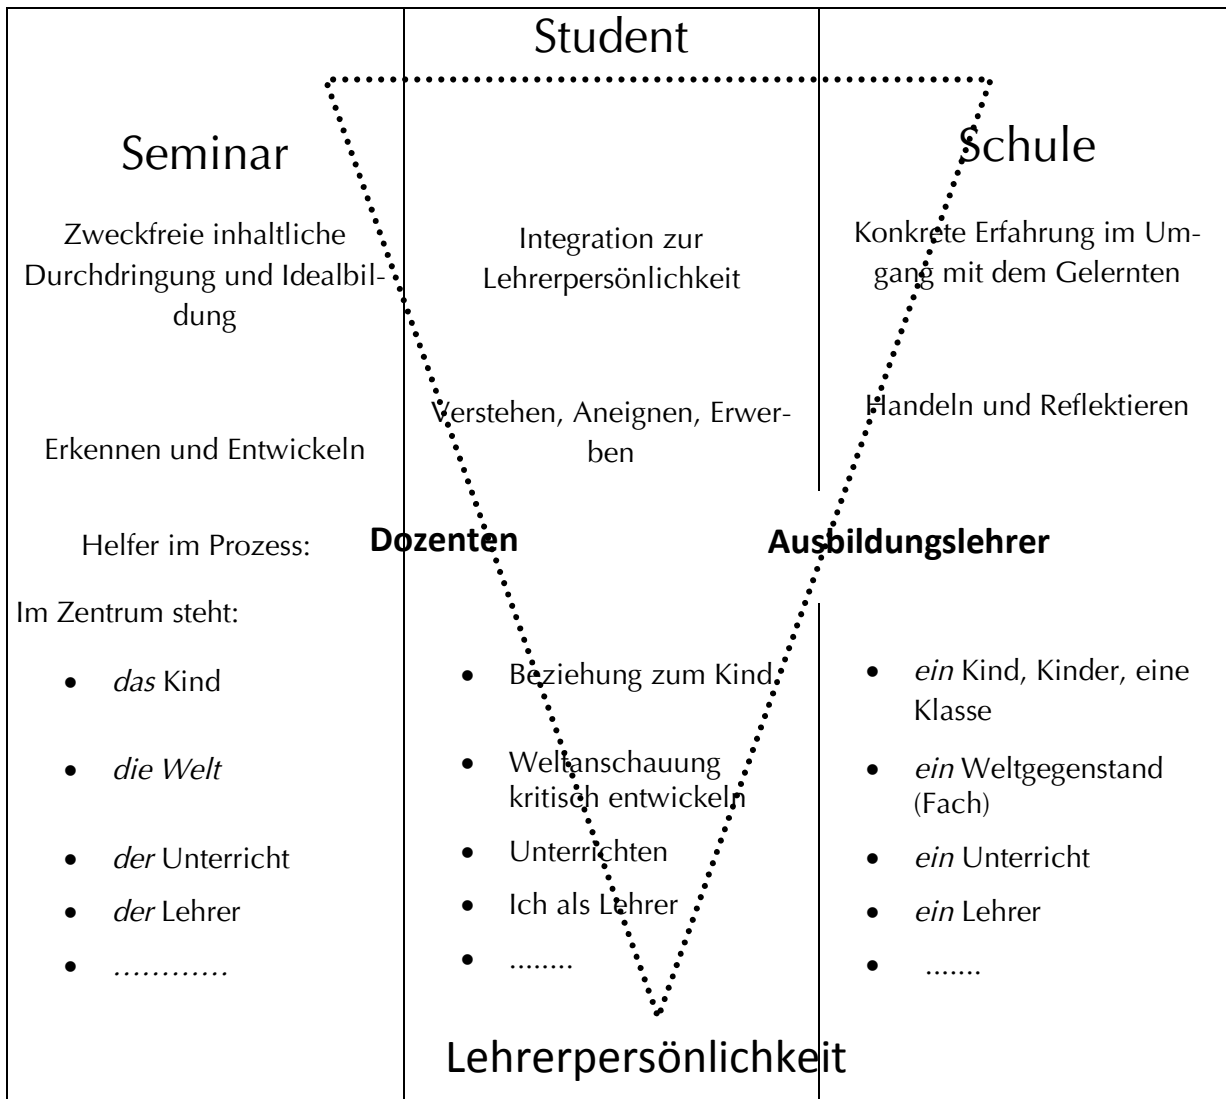 Student
Seminar
Schule
Zweckfreie inhaltliche
Durchdringung und Idealbil-
dung
Integration zur
Lehrerpersönlichkeit
Konkrete Erfahrung im Um-
gang mit dem Gelernten
Erkennen und Entwickeln
Verstehen, Aneignen, Erwer-
ben
Handeln und Reflektieren
Helfer im Prozess:
Dozenten
Ausbildungslehrer
Im Zentrum steht:
• das Kind
• die Welt
• der Unterricht
• der Lehrer
• …………
• Beziehung zum Kind
• Weltanschauung
kritisch entwickeln
• Unterrichten
• Ich als Lehrer
• ........
• ein Kind, Kinder, eine
Klasse
• ein Weltgegenstand
(Fach)
• ein Unterricht
• ein Lehrer
• .......
Lehrerpersönlichkeit